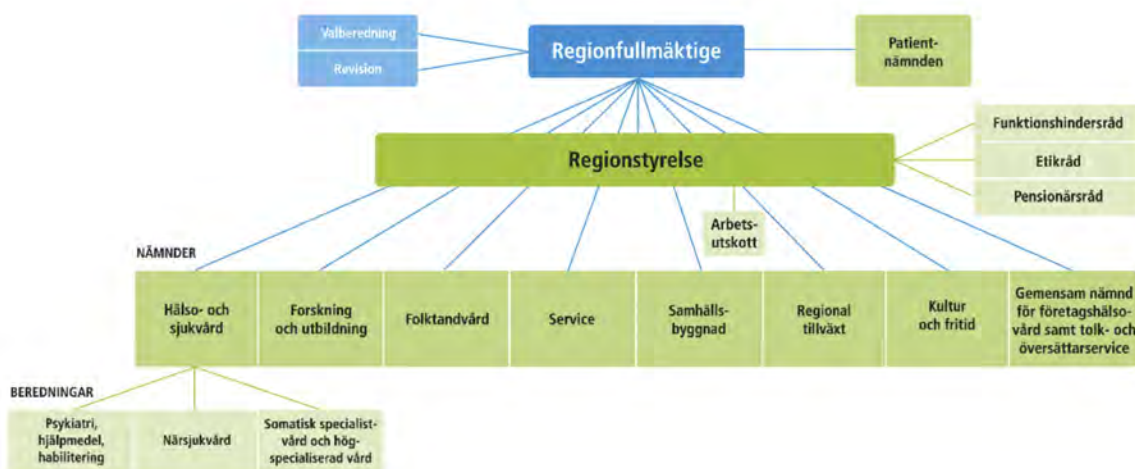 Valberedning
Revision
Regionfullmäktige
Patient-
nämnden
Regionstyrelse
Funktionshindersråd
Etikråd
Pensionärsråd
Arbets-
utskott
NÄMNDER
Hälso- och
sjukvård
Forskning
och utbildning
Folktandvård
Service
Samhälls-
byggnad
Regional
tillväxt
Kultur
och fritid
Gemensam nämnd
för företagshälso-
vård samt tolk- och
översättarservice
BEREDNINGAR
Psykiatri,
hjälpmedel,
habilitering
Närsjukvård
Somatisk specialist-
vård och hög-
specialiserad vård